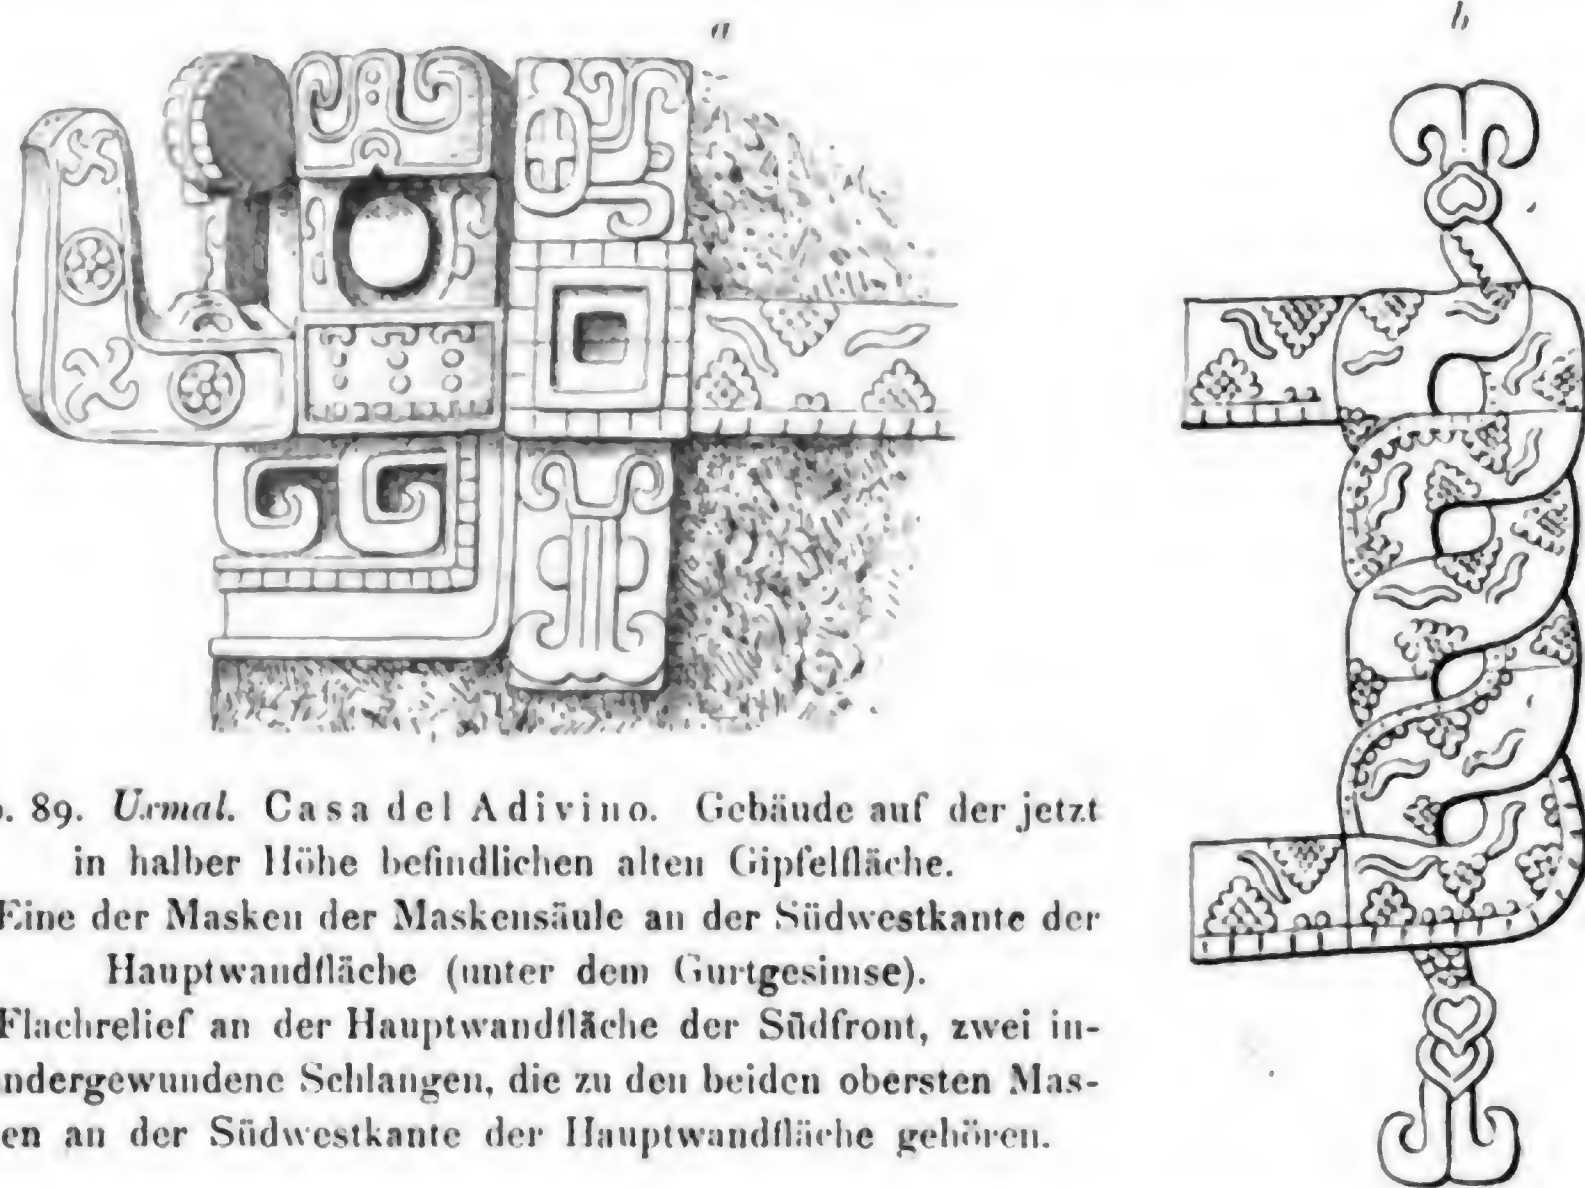 a
b
. 89. Uxmal. Casa del Adivino. Gebäude auf der jetzt
in halber Höhe befindlichen alten Gipfelfläche.
Eine der Masken der Maskensäule an der Südwestkante der
Hauptwandfläche (unter dem Gurtgesimse).
Flachrelief an der Hauptwandfläche der Südfront, zwei in-
ndergewundene Schlangen, die zu den beiden obersten Mas-
en an der Südwestkante der Hauptwandfläche gehören.